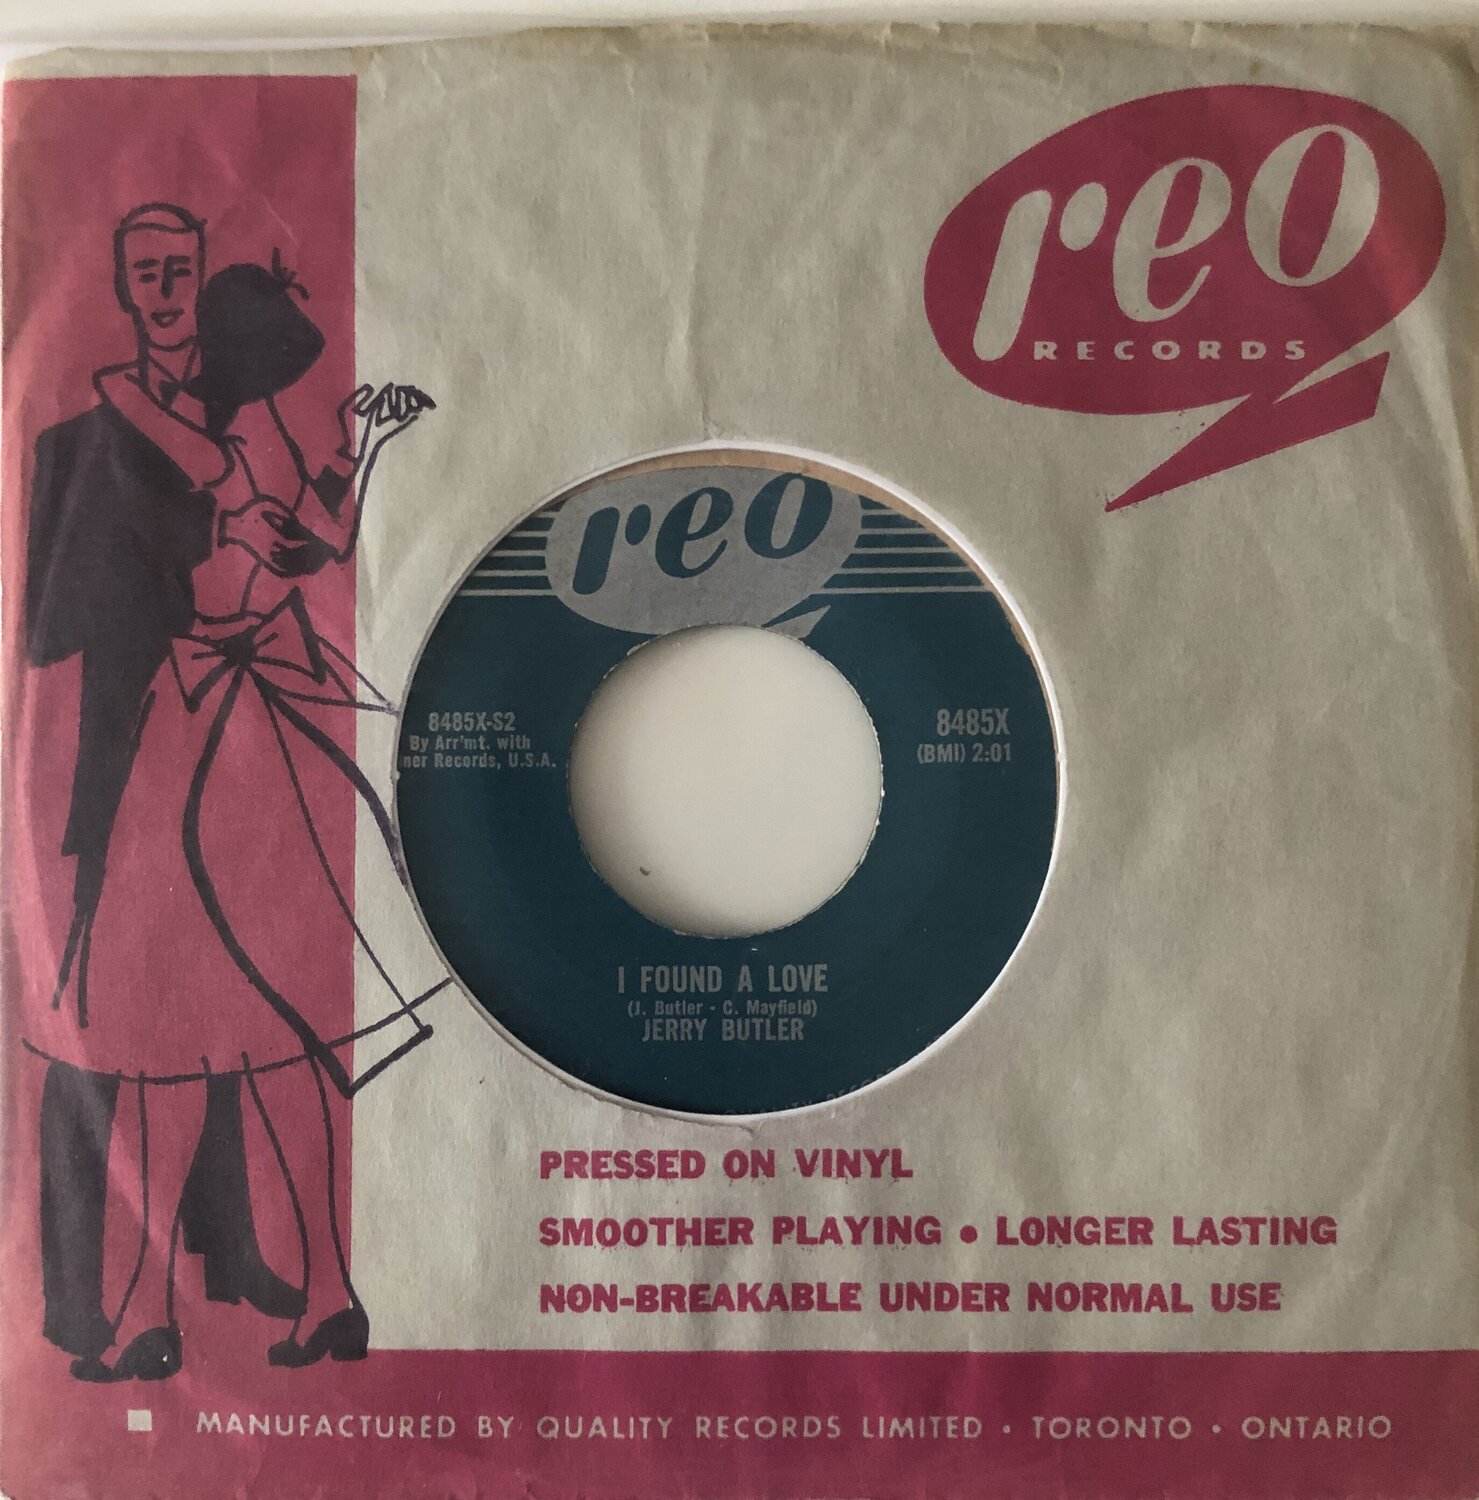 reo
RECORDS
reo
8485X-S2
By Arr'mt. with
ner Records, U.S.A.
8485X
(BMI) 2:01
I FOUND A LOVE
(J. Butler - C. Mayfield)
JERRY BUTLER
PRESSED ON VINYL
SMOOTHER PLAYING • LONGER LASTING
NON-BREAKABLE UNDER NORMAL USE
MANUFACTURED BY QUALITY RECORDS LIMITED • TORONTO • ONTARIO